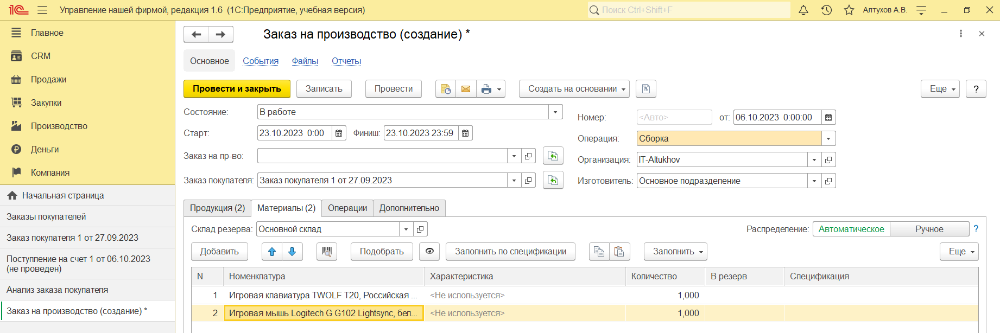 1С Управление нашей фирмой, редакция 1.6 (1С:Предприятие, учебная версия)
Поиск Ctrl+Shift+F
Алтухов А.В.
Главное
CRM
Продажи
Закупки
Производство
Деньги
Компания
Начальная страница
Заказы покупателей
Заказ покупателя 1 от 27.09.2023
Поступление на счет 1 от 06.10.2023
(не проведен)
Анализ заказа покупателя
Заказ на производство (создание) *
Заказ на производство (создание) *
Основное События Файлы Отчеты
Провести и закрыть Записать Провести Создать на основании Еще ?
Состояние: В работе
Номер: <Авто> от: 06.10.2023 0:00:00
Старт: 23.10.2023 0:00 Финиш: 23.10.2023 23:59
Операция: Сборка
Заказ на пр-во:
Организация: IT-Altukhov
Заказ покупателя: Заказ покупателя 1 от 27.09.2023
Изготовитель: Основное подразделение
Продукция (2) Материалы (2) Операции Дополнительно
Склад резерва: Основной склад Распределение: Автоматическое Ручное ?
Добавить Подобрать Заполнить по спецификации Заполнить Еще
N Номенклатура Характеристика Количество В резерв Спецификация
1 Игровая клавиатура TWOLF T20, Российская ... <Не используется> 1,000
2 Игровая мышь Logitech G G102 Lightsync, бел... <Не используется> 1,000